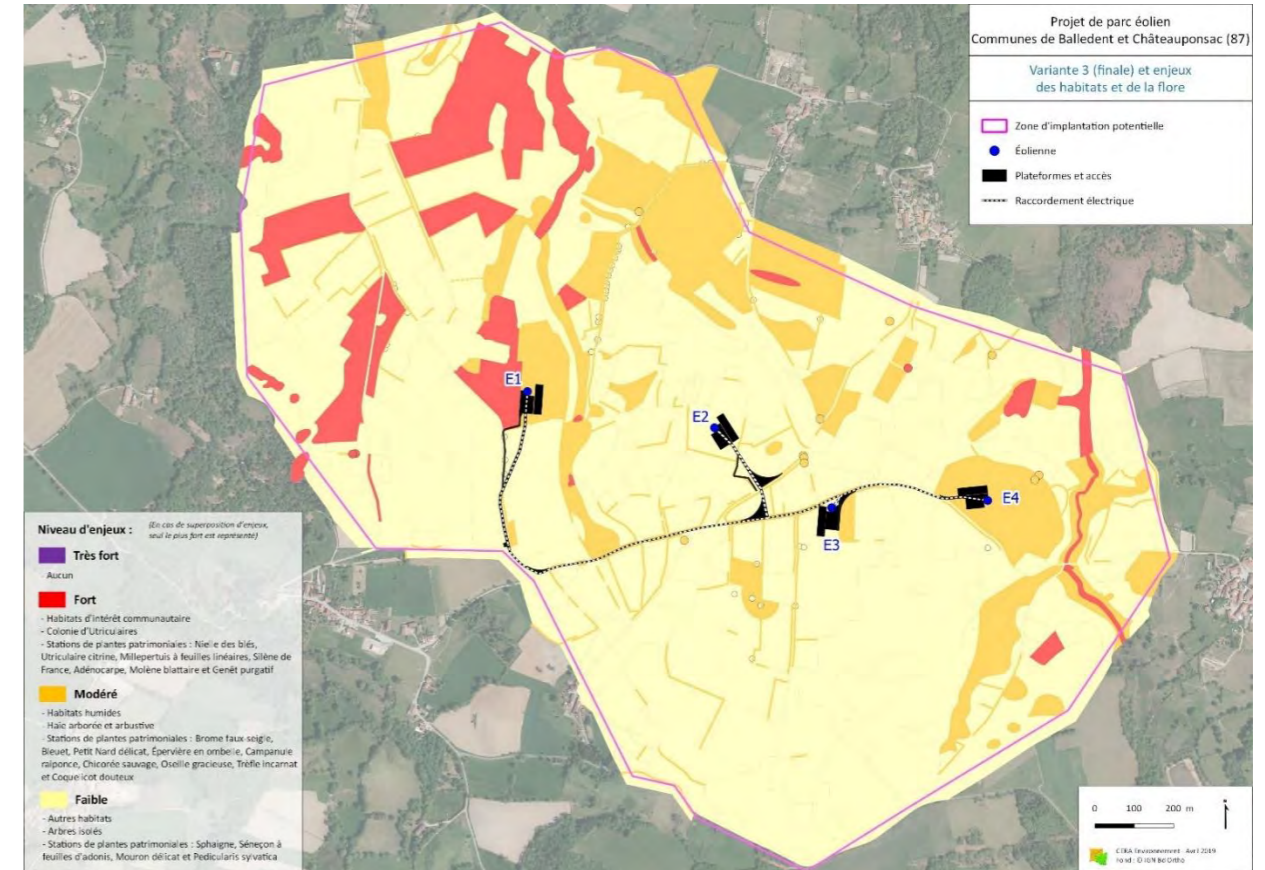 Projet de parc éolien
Communes de Balledent et Châteauponsac (87)
Variante 3 (finale) et enjeux
des habitats et de la flore
Zone d'implantation potentielle
Éolienne
Plateformes et accès
Raccordement électrique
E1
E2
E3
E4
Niveau d'enjeux :
(En cas de superposition d'enjeux,
seul le plus fort est représenté)
Très fort
- Aucun
Fort
- Habitats d'intérêt communautaire
- Colonie d'Utriculaires
- Stations de plantes patrimoniales : Nielle des blés,
Utriculaire citrine, Millepertuis à feuilles linéaires, Silène de
France, Adénocarpe, Molène blattaire et Genêt purgatif
Modéré
- Habitats humides
- Haie arborée et arbustive
- Stations de plantes patrimoniales : Brome faux-seigle,
Bleuet, Petit Nard délicat, Épervière en ombelle, Campanule
raiponce, Chicorée sauvage, Oseille gracieuse, Trèfle incarnat
et Coquelicot douteux
Faible
- Autres habitats
- Arbres isolés
- Stations de plantes patrimoniales : Sphaigne, Séneçon à
feuilles d'adonis, Mouron délicat et Pedicularis sylvatica
0 100 200 m
CERA Environnement - Avril 2019
Fond : © IGN Bd Ortho